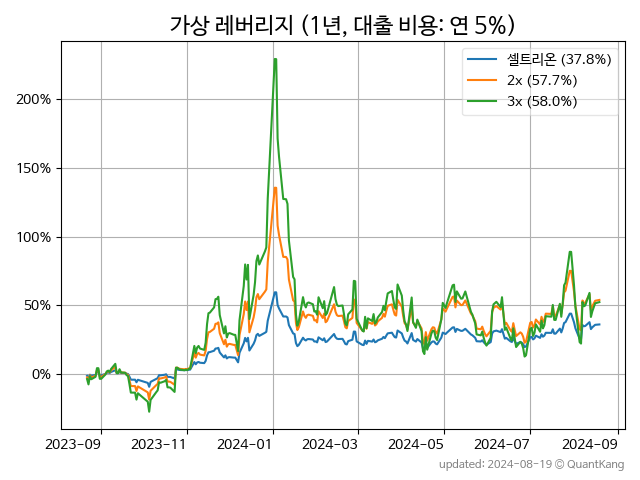 가상 레버리지 (1년, 대출 비용: 연 5%)
셀트리온 (37.8%)
2x (57.7%)
3x (58.0%)
200%
150%
100%
50%
0%
2023-09 2023-11 2024-01 2024-03 2024-05 2024-07 2024-09
updated: 2024-08-19 © QuantKang